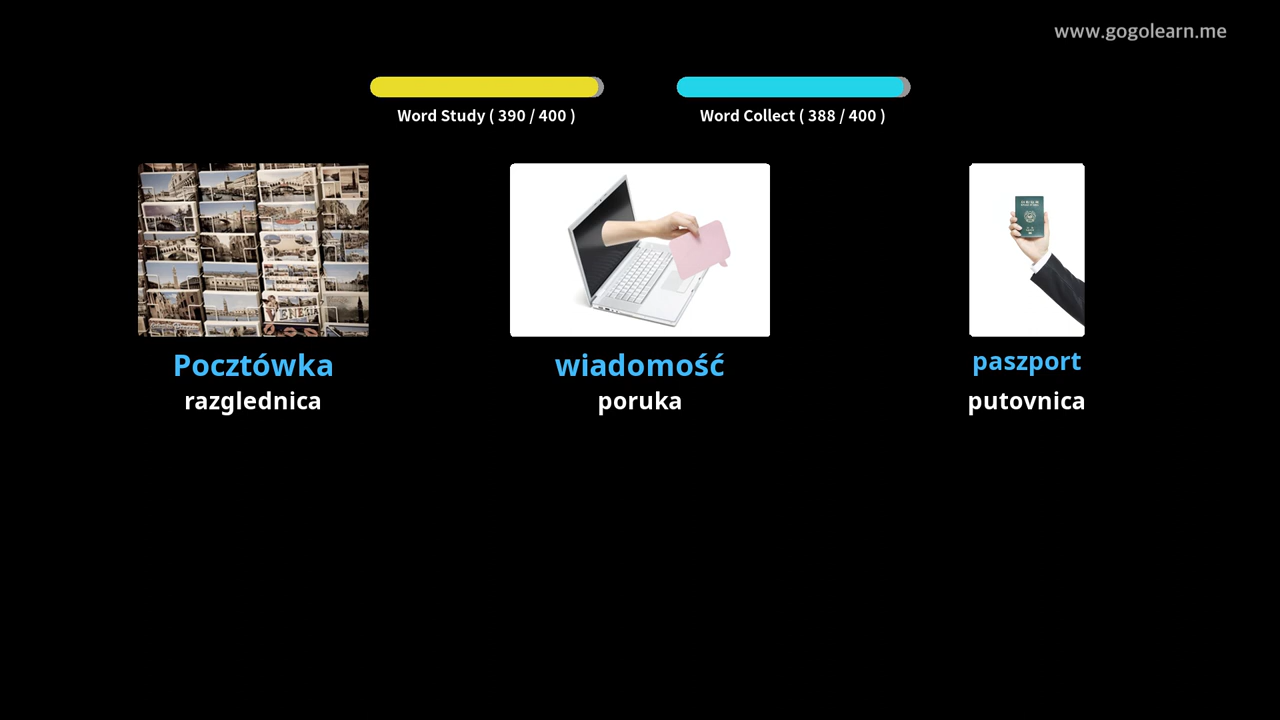 www.gogolearn.me
Word Study ( 390 / 400 )
Word Collect ( 388 / 400 )
Pocztówka
wiadomość
paszport
razglednica
poruka
putovnica